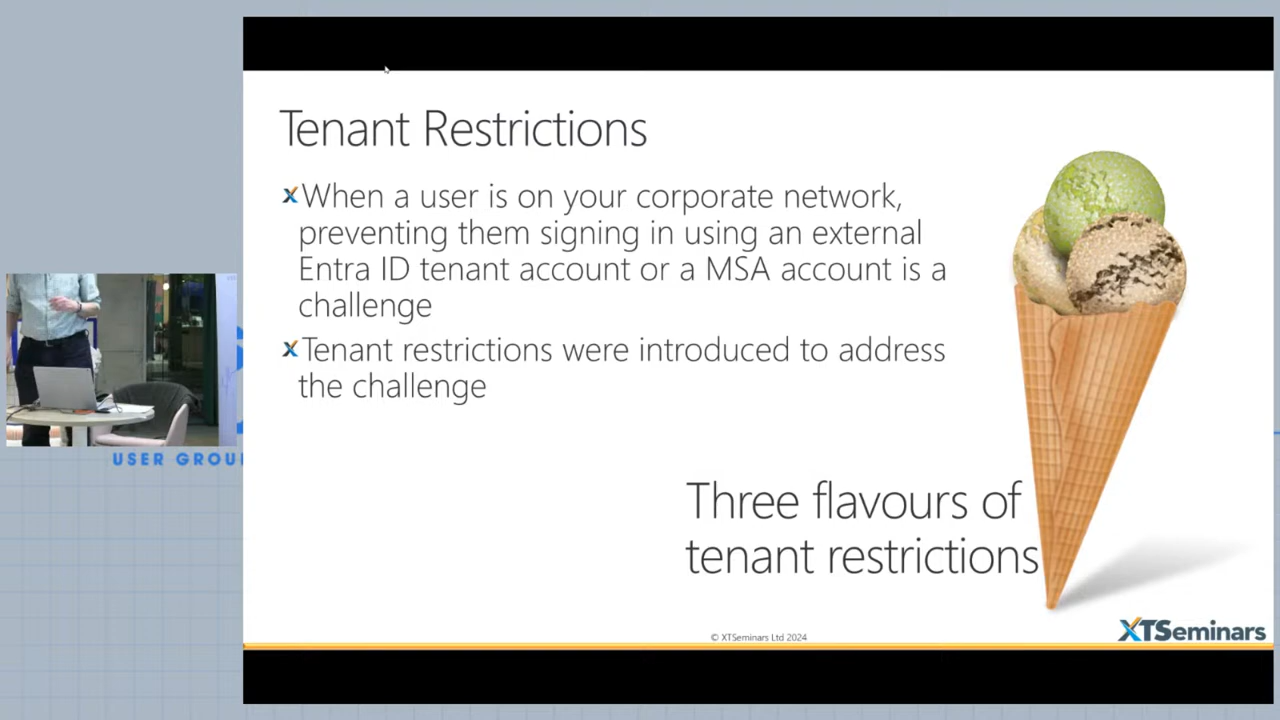 Tenant Restrictions
When a user is on your corporate network,
preventing them signing in using an external
Entra ID tenant account or a MSA account is a
challenge
Tenant restrictions were introduced to address
the challenge
Three flavours of
tenant restrictions
© XTSeminars Ltd 2024
XTSeminars
USER GROU